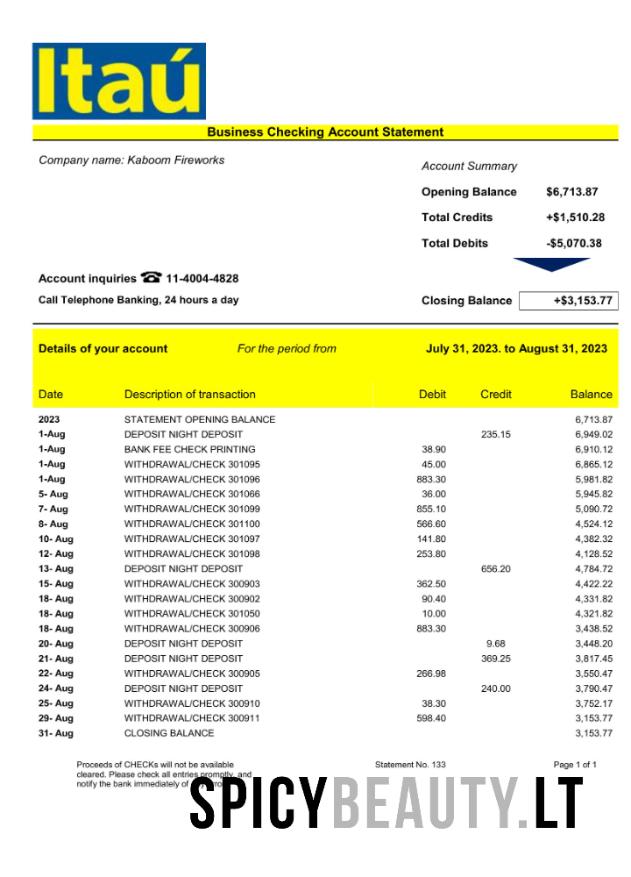 Itaú
Business Checking Account Statement
Company name: Kaboom Fireworks
Account Summary
Opening Balance $6,713.87
Total Credits +$1,510.28
Total Debits -$5,070.38
Account inquiries ☎ 11-4004-4828
Call Telephone Banking, 24 hours a day
Closing Balance +$3,153.77
Details of your account For the period from July 31, 2023. to August 31, 2023
Date Description of transaction Debit Credit Balance
2023 STATEMENT OPENING BALANCE 6,713.87
1-Aug DEPOSIT NIGHT DEPOSIT 235.15 6,949.02
1-Aug BANK FEE CHECK PRINTING 38.90 6,910.12
1-Aug WITHDRAWAL/CHECK 301095 45.00 6,865.12
1-Aug WITHDRAWAL/CHECK 301096 883.30 5,981.82
5- Aug WITHDRAWAL/CHECK 301066 36.00 5,945.82
7- Aug WITHDRAWAL/CHECK 301099 855.10 5,090.72
8- Aug WITHDRAWAL/CHECK 301100 566.60 4,524.12
10- Aug WITHDRAWAL/CHECK 301097 141.80 4,382.32
12- Aug WITHDRAWAL/CHECK 301098 253.80 4,128.52
13- Aug DEPOSIT NIGHT DEPOSIT 656.20 4,784.72
15- Aug WITHDRAWAL/CHECK 300903 362.50 4,422.22
18- Aug WITHDRAWAL/CHECK 300902 90.40 4,331.82
18- Aug WITHDRAWAL/CHECK 301050 10.00 4,321.82
18- Aug WITHDRAWAL/CHECK 300906 883.30 3,438.52
20- Aug DEPOSIT NIGHT DEPOSIT 9.68 3,448.20
21- Aug DEPOSIT NIGHT DEPOSIT 369.25 3,817.45
22- Aug WITHDRAWAL/CHECK 300905 266.98 3,550.47
24- Aug DEPOSIT NIGHT DEPOSIT 240.00 3,790.47
25- Aug WITHDRAWAL/CHECK 300910 38.30 3,752.17
29- Aug WITHDRAWAL/CHECK 300911 598.40 3,153.77
31- Aug CLOSING BALANCE 3,153.77
Proceeds of CHECKs will not be available Statement No. 133 Page 1 of 1
cleared. Please check all entries promptly, and
notify the bank immediately of
SPICYBEAUTY.LT